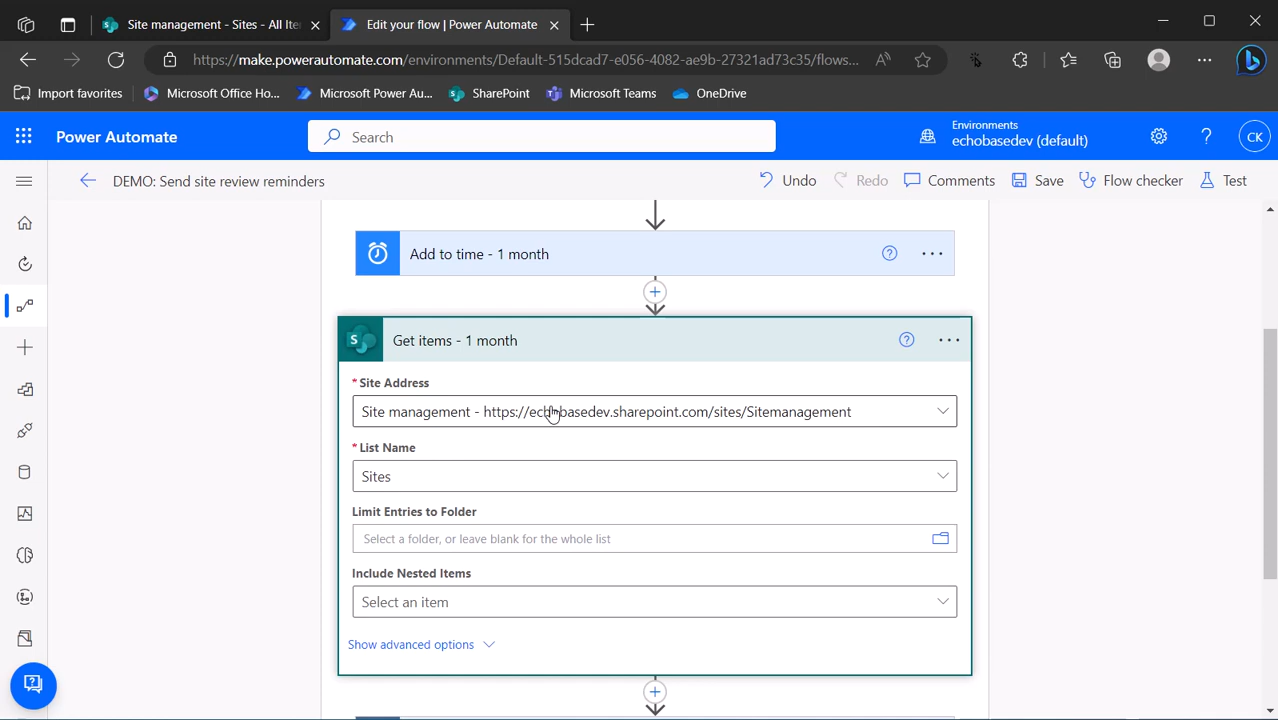 Site management - Sites - All Ite
Edit your flow | Power Automate
https://make.powerautomate.com/environments/Default-515dcad7-e056-4082-ae9b-27321ad73c35/flows...
Import favorites
Microsoft Office Ho...
Microsoft Power Au...
SharePoint
Microsoft Teams
OneDrive
Power Automate
Search
Environments
echobasedev (default)
CK
DEMO: Send site review reminders
Undo
Redo
Comments
Save
Flow checker
Test
Add to time - 1 month
Get items - 1 month
* Site Address
Site management - https://echobasedev.sharepoint.com/sites/Sitemanagement
* List Name
Sites
Limit Entries to Folder
Select a folder, or leave blank for the whole list
Include Nested Items
Select an item
Show advanced options